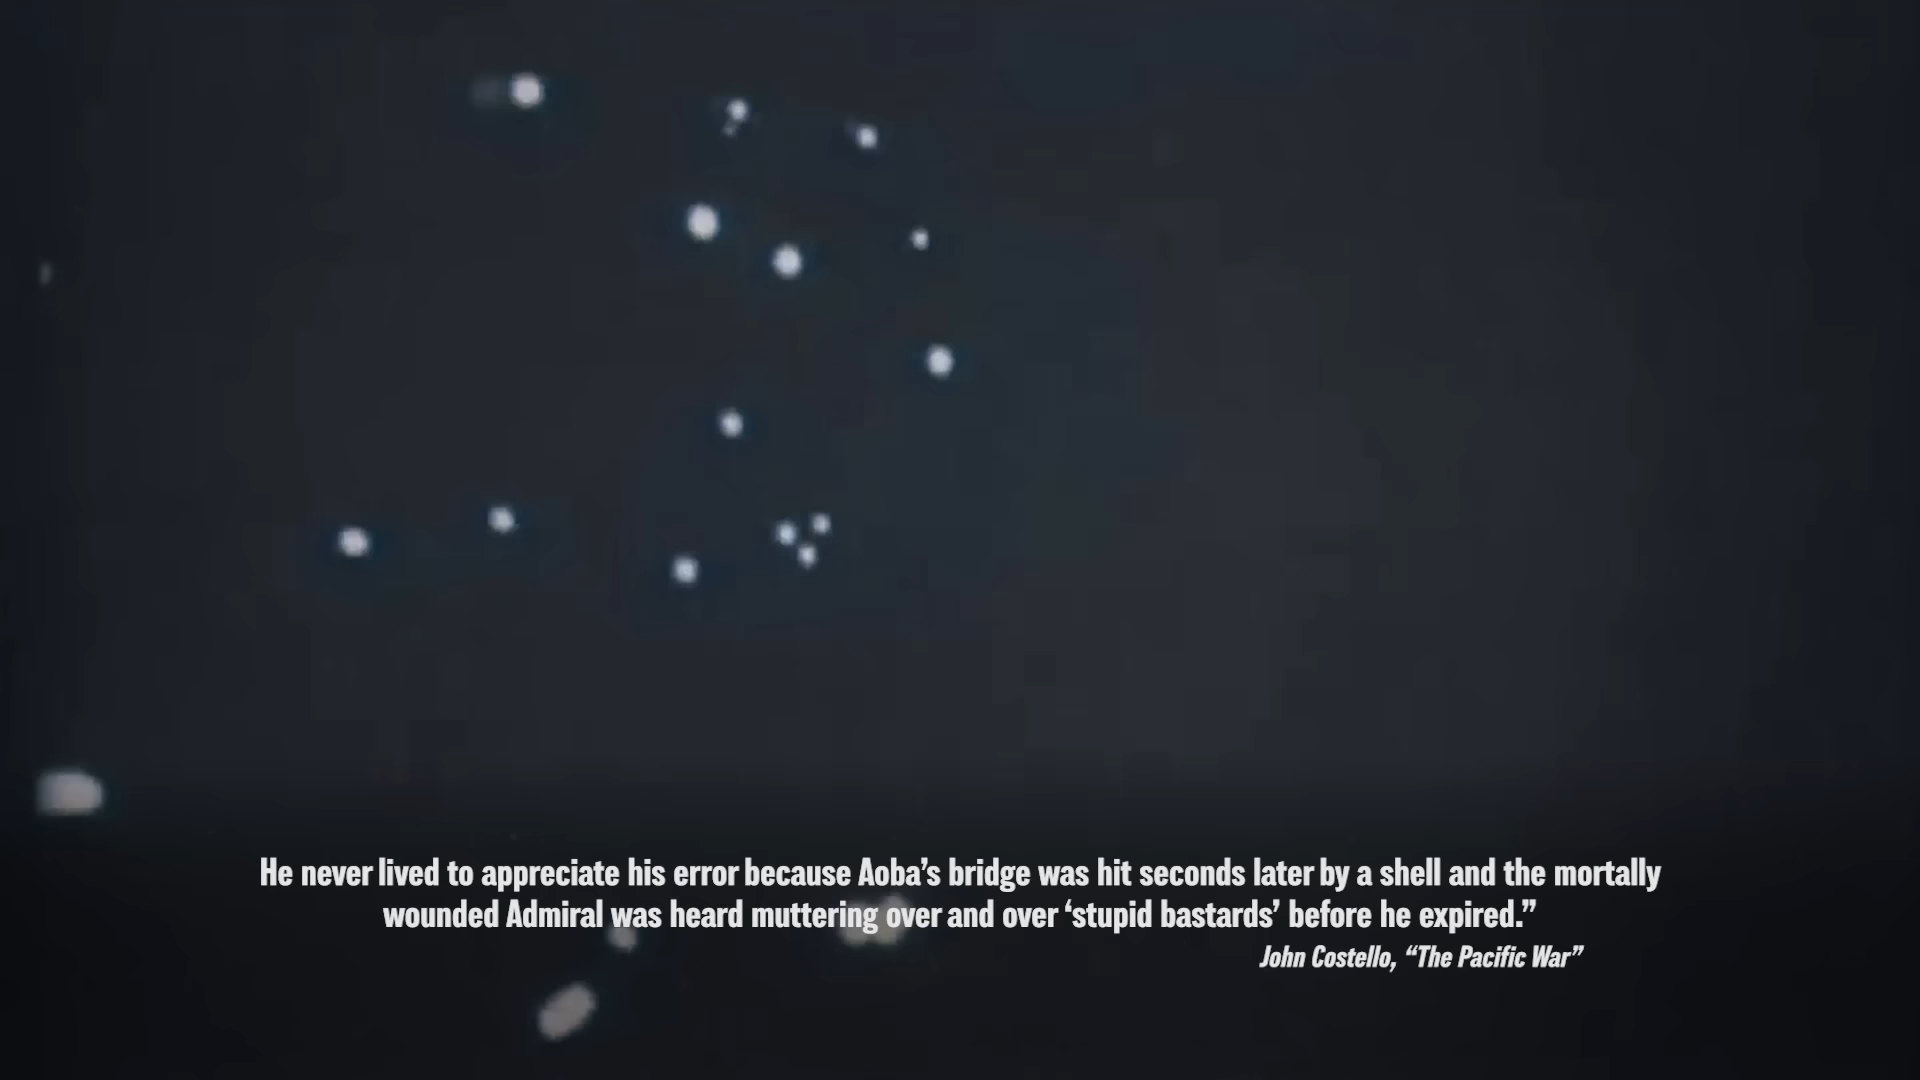 He never lived to appreciate his error because Aoba’s bridge was hit seconds later by a shell and the mortally
wounded Admiral was heard muttering over and over ‘stupid bastards’ before he expired.”
John Costello, “The Pacific War”